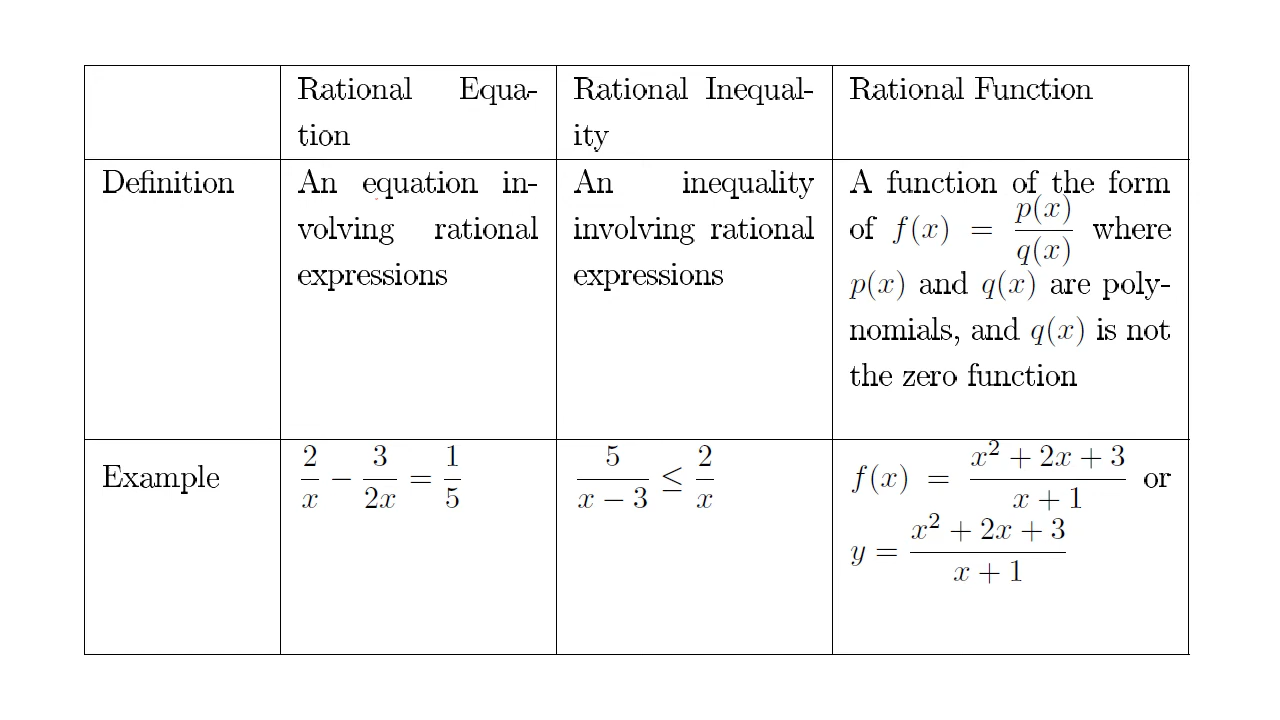 Rational Equa- Rational Inequal- Rational Function
tion ity
Definition An equation in- An inequality A function of the form
volving rational involving rational of f(x) = p(x)/q(x) where
expressions expressions p(x) and q(x) are poly-
nomials, and q(x) is not
the zero function
Example 2/x − 3/2x = 1/5 5/(x − 3) ≤ 2/x f(x) = (x² + 2x + 3)/(x + 1) or
y = (x² + 2x + 3)/(x + 1)